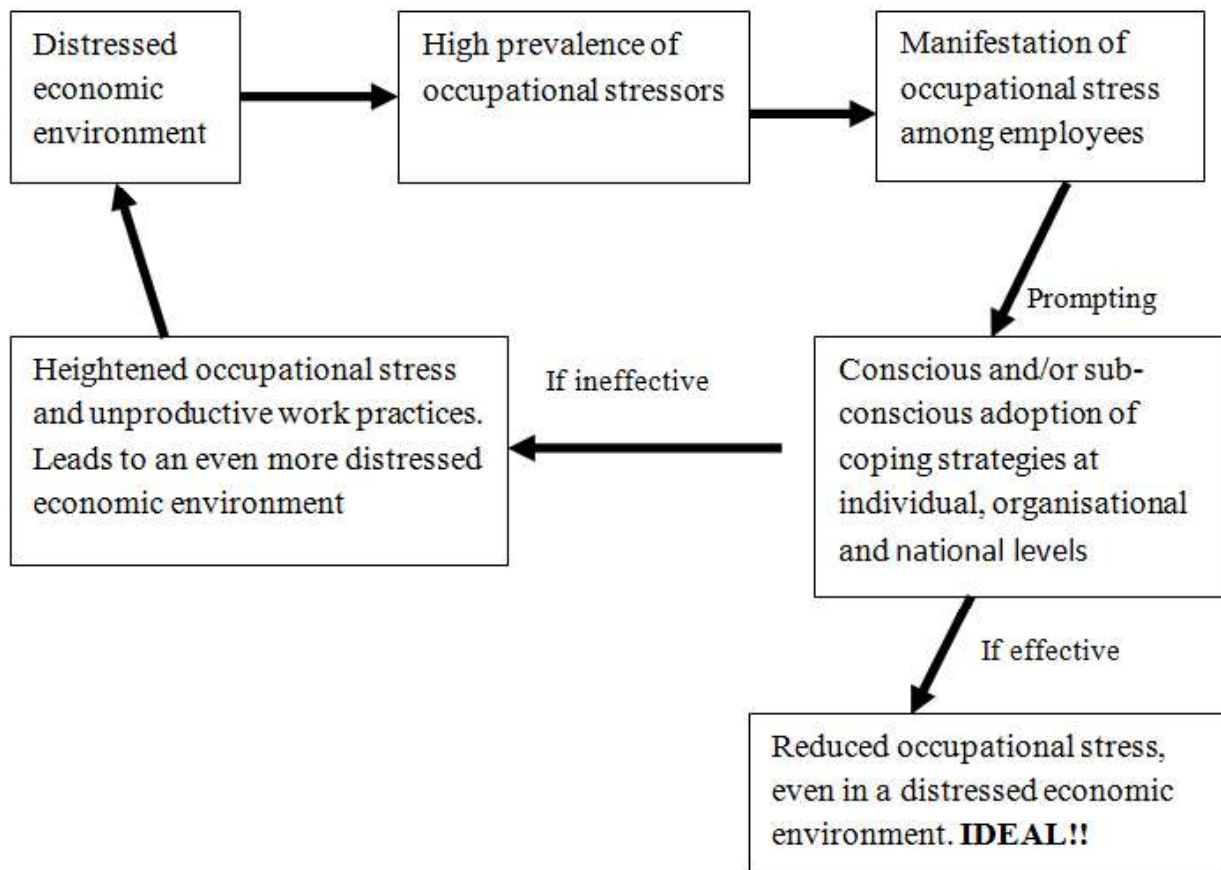 Distressed
economic
environment
High prevalence of
occupational stressors
Manifestation of
occupational stress
among employees
Prompting
Conscious and/or sub-
conscious adoption of
coping strategies at
individual, organisational
and national levels
If ineffective
Heightened occupational stress
and unproductive work practices.
Leads to an even more distressed
economic environment
If effective
Reduced occupational stress,
even in a distressed economic
environment. IDEAL!!